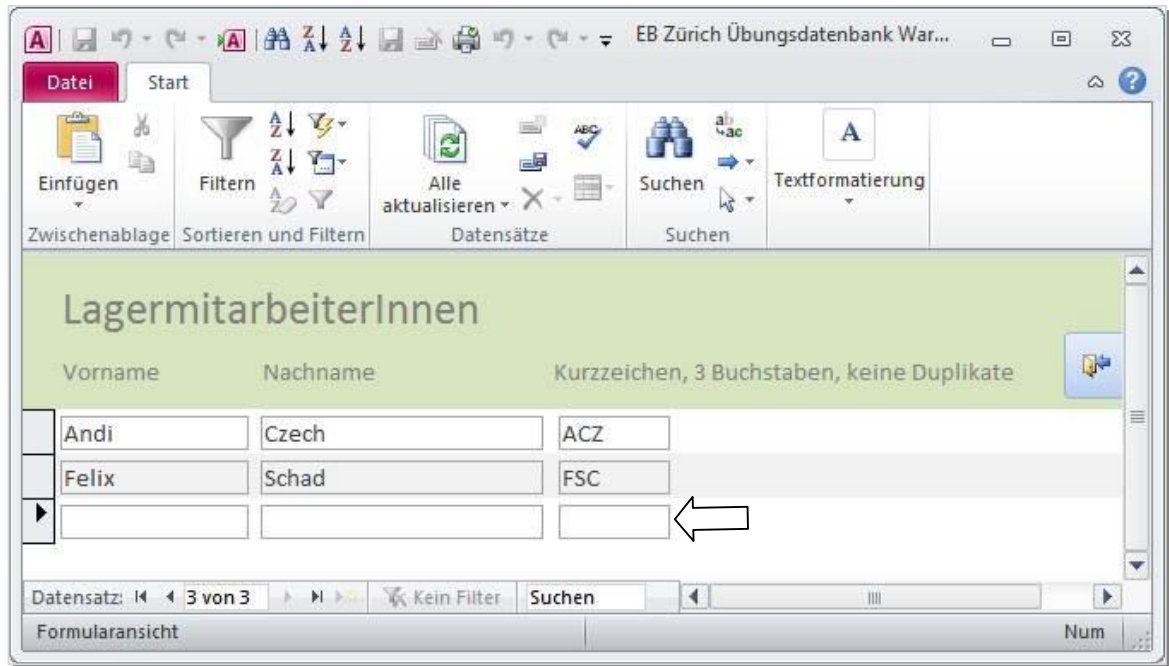 EB Zürich Übungsdatenbank War...
Datei Start
Einfügen Filtern Alle aktualisieren Suchen Textformatierung
Zwischenablage Sortieren und Filtern Datensätze Suchen
LagermitarbeiterInnen
Vorname Nachname Kurzzeichen, 3 Buchstaben, keine Duplikate
Andi Czech ACZ
Felix Schad FSC
Datensatz: 3 von 3 Kein Filter Suchen
Formularansicht Num